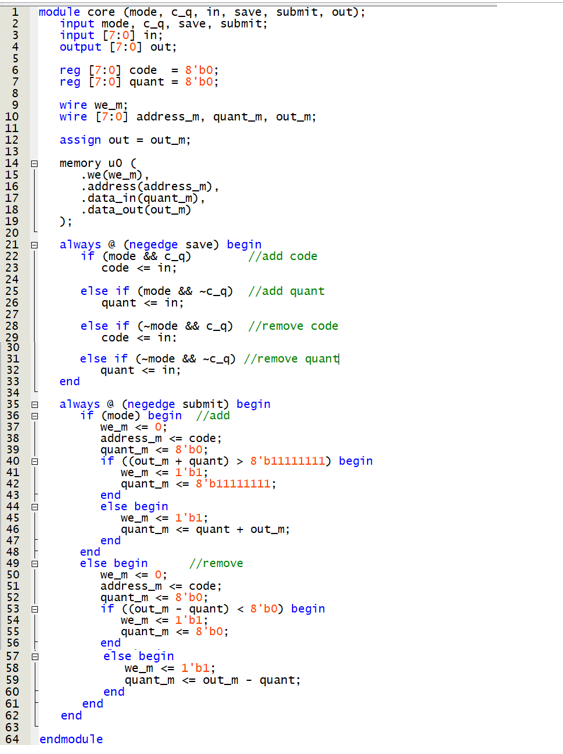 1 module core (mode, c_q, in, save, submit, out);
2 input mode, c_q, save, submit;
3 input [7:0] in;
4 output [7:0] out;
5
6 reg [7:0] code = 8'b0;
7 reg [7:0] quant = 8'b0;
8
9 wire we_m;
10 wire [7:0] address_m, quant_m, out_m;
11
12 assign out = out_m;
13
14 memory u0 (
15 .we(we_m),
16 .address(address_m),
17 .data_in(quant_m),
18 .data_out(out_m)
19 );
20
21 always @ (negedge save) begin
22 if (mode && c_q) //add code
23 code <= in;
24
25 else if (mode && ~c_q) //add quant
26 quant <= in;
27
28 else if (~mode && c_q) //remove code
29 code <= in:
30
31 else if (~mode && ~c_q) //remove quant
32 quant <= in;
33 end
34
35 always @ (negedge submit) begin
36 if (mode) begin //add
37 we_m <= 0;
38 address_m <= code;
39 quant_m <= 8'b0;
40 if ((out_m + quant) > 8'b11111111) begin
41 we_m <= 1'b1;
42 quant_m <= 8'b11111111;
43 end
44 else begin
45 we_m <= 1'b1;
46 quant_m <= quant + out_m;
47 end
48 end
49 else begin //remove
50 we_m <= 0;
51 address_m <= code;
52 quant_m <= 8'b0;
53 if ((out_m - quant) < 8'b0) begin
54 we_m <= 1'b1;
55 quant_m <= 8'b0;
56 end
57 else begin
58 we_m <= 1'b1;
59 quant_m <= out_m - quant;
60 end
61 end
62 end
63
64 endmodule